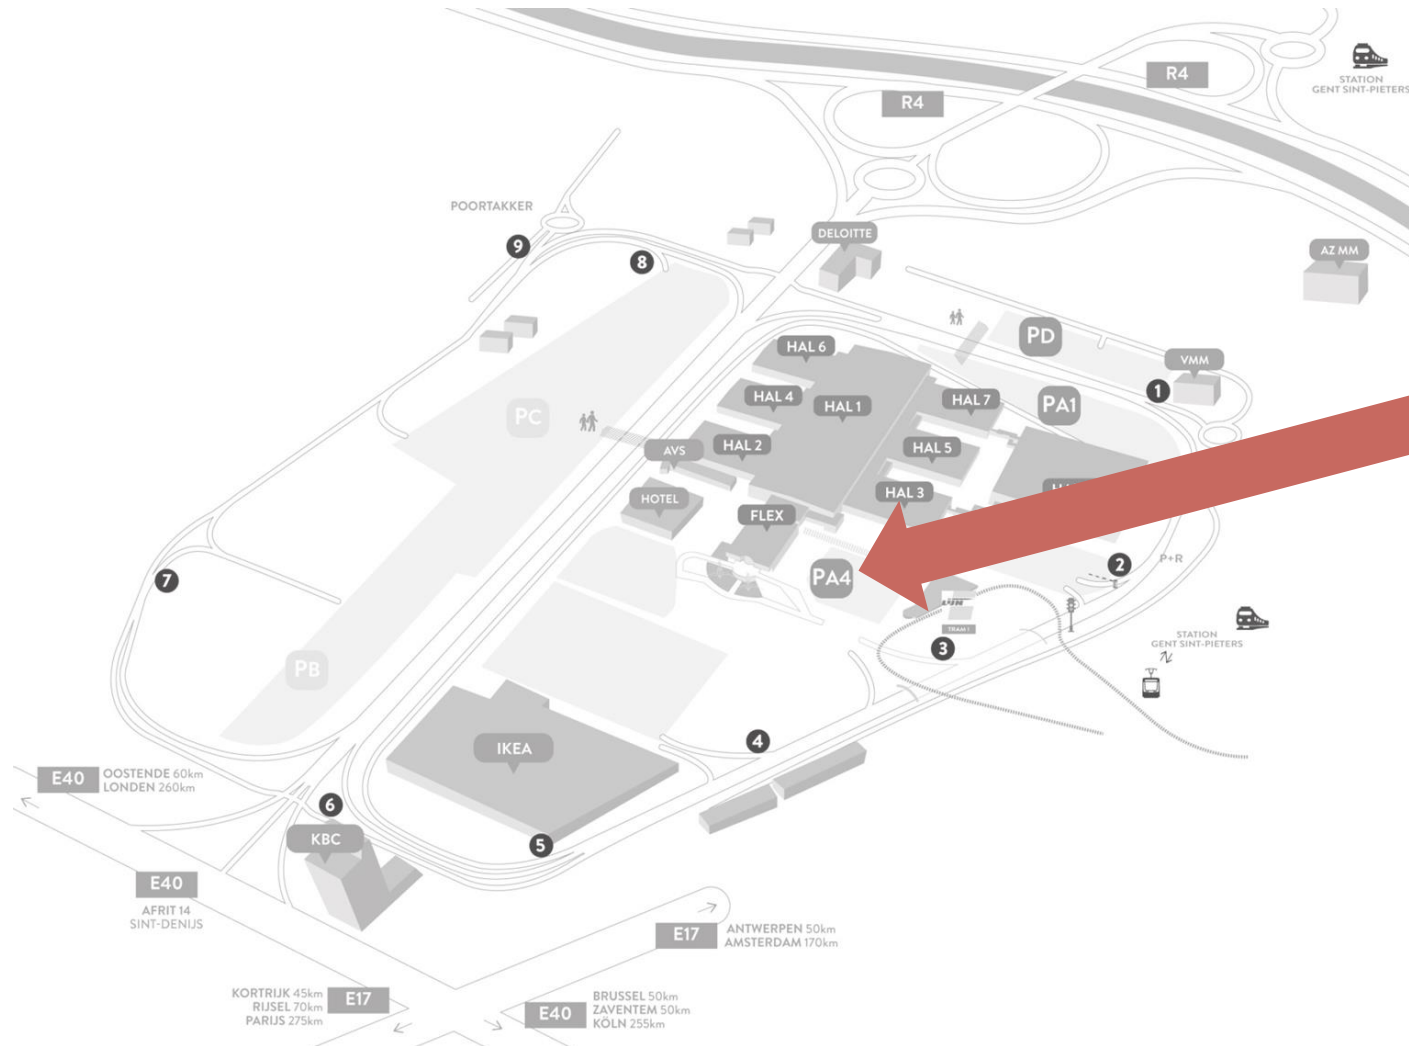 R4
R4
STATION
GENT SINT-PIETERS
POORTAKKER
9
8
DELOITTE
AZ MM
PD
VMM
1
HAL 6
HAL 4
HAL 1
HAL 7
PA1
PC
HAL 2
HAL 5
AVS
HOTEL
HAL 3
FLEX
7
PA4
2
P+R
TRAM 1
3
STATION
GENT SINT-PIETERS
PB
4
IKEA
E40
OOSTENDE 60km
LONDEN 260km
6
KBC
5
E40
AFRIT 14
SINT-DENIJS
E17
ANTWERPEN 50km
AMSTERDAM 170km
KORTRIJK 45km
RIJSEL 70km
PARIJS 275km
E17
E40
BRUSSEL 50km
ZAVENTEM 50km
KÖLN 255km